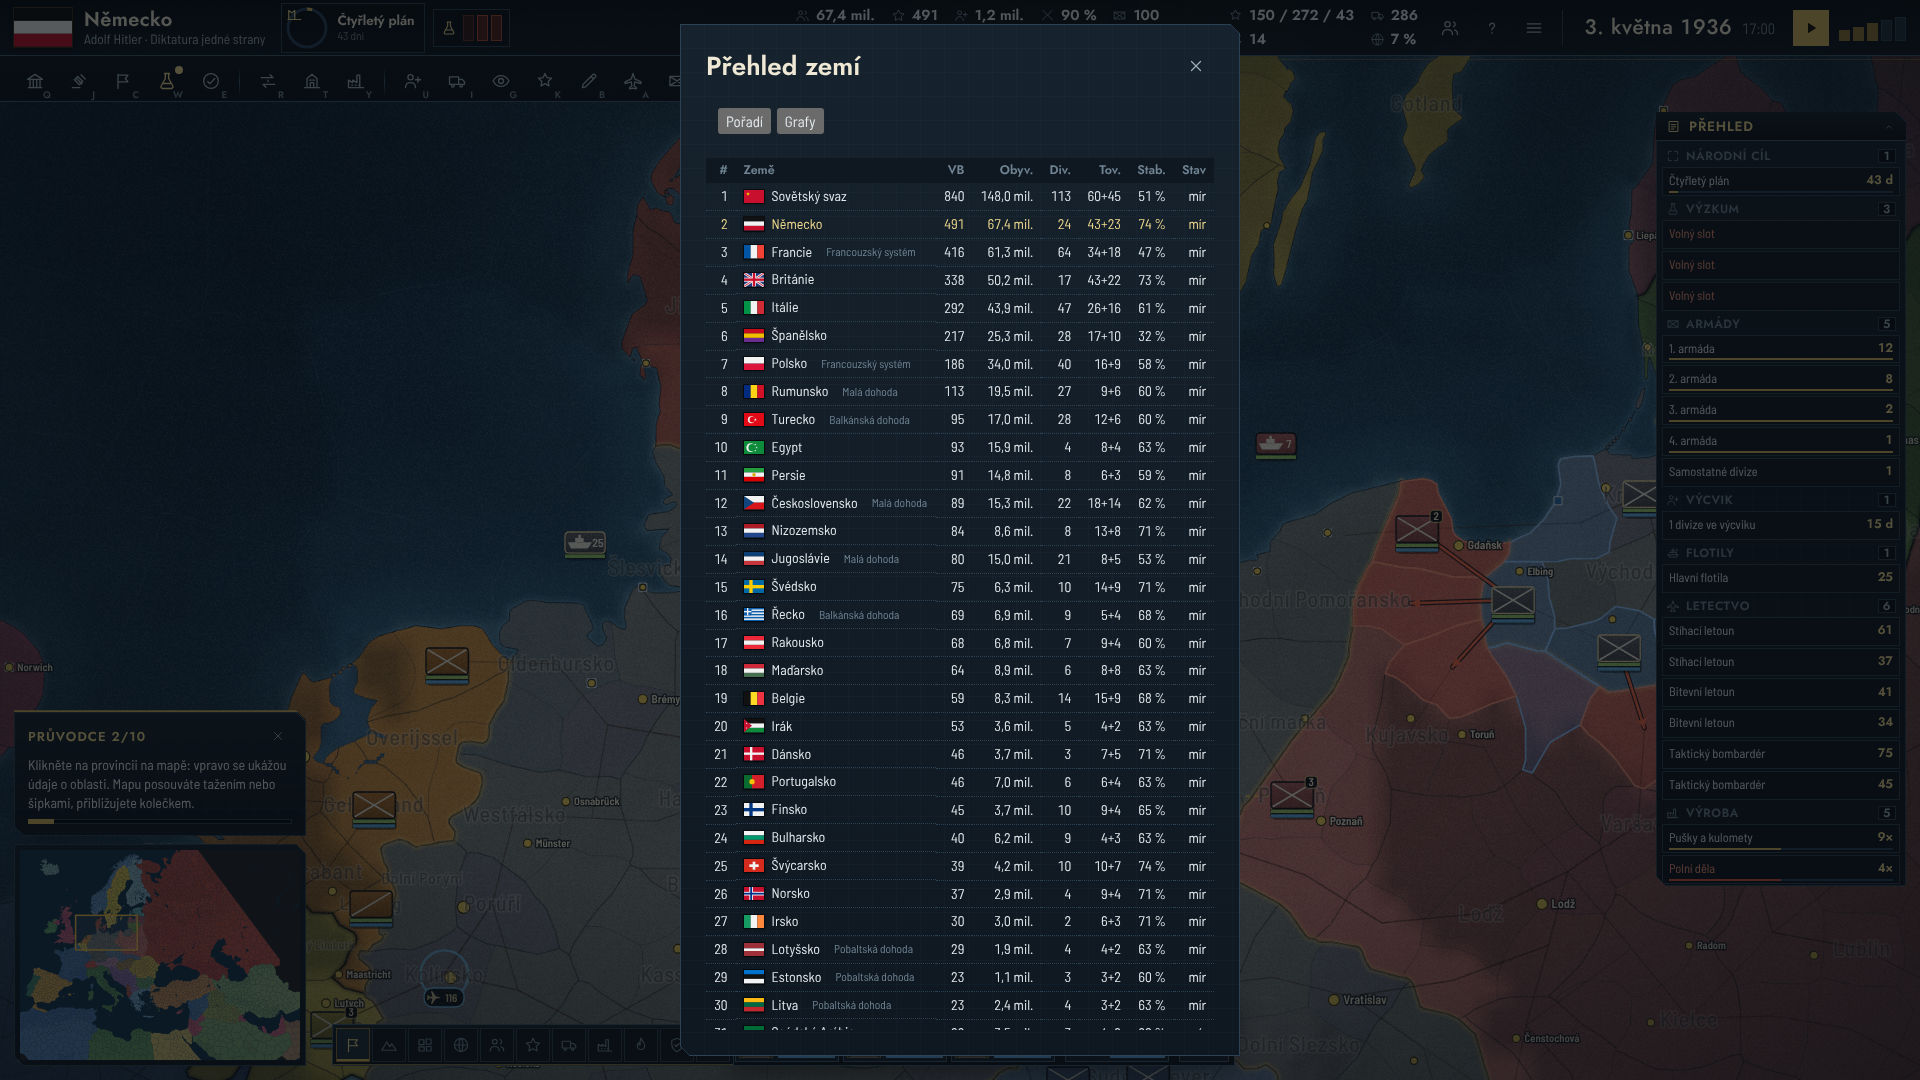 Německo
Adolf Hitler · Diktatura jedné strany
Čtyřletý plán
43 dní
67,4 mil.
491
1,2 mil.
90 %
100
150 / 272 / 43
286
14
7 %
3. května 1936
17:00
Q
J
C
W
E
R
T
Y
U
I
G
K
B
A
Přehled zemí
Pořadí
Grafy
# Země VB Obyv. Div. Tov. Stab. Stav
1 Sovětský svaz 840 148,0 mil. 113 60+45 51 % mír
2 Německo 491 67,4 mil. 24 43+23 74 % mír
3 Francie Francouzský systém 416 61,3 mil. 64 34+18 47 % mír
4 Británie 338 50,2 mil. 17 43+22 73 % mír
5 Itálie 292 43,9 mil. 47 26+16 61 % mír
6 Španělsko 217 25,3 mil. 28 17+10 32 % mír
7 Polsko Francouzský systém 186 34,0 mil. 40 16+9 58 % mír
8 Rumunsko Malá dohoda 113 19,5 mil. 27 9+6 60 % mír
9 Turecko Balkánská dohoda 95 17,0 mil. 28 12+6 60 % mír
10 Egypt 93 15,9 mil. 4 8+4 63 % mír
11 Persie 91 14,8 mil. 8 6+3 59 % mír
12 Československo Malá dohoda 89 15,3 mil. 22 18+14 62 % mír
13 Nizozemsko 84 8,6 mil. 8 13+8 71 % mír
14 Jugoslávie Malá dohoda 80 15,0 mil. 21 8+5 53 % mír
15 Švédsko 75 6,3 mil. 10 14+9 71 % mír
16 Řecko Balkánská dohoda 69 6,9 mil. 9 5+4 68 % mír
17 Rakousko 68 6,8 mil. 7 9+4 60 % mír
18 Maďarsko 64 8,9 mil. 6 8+8 63 % mír
19 Belgie 59 8,3 mil. 14 15+9 68 % mír
20 Irák 53 3,6 mil. 5 4+2 63 % mír
21 Dánsko 46 3,7 mil. 3 7+5 71 % mír
22 Portugalsko 46 7,0 mil. 6 6+4 63 % mír
23 Finsko 45 3,7 mil. 10 9+4 65 % mír
24 Bulharsko 40 6,2 mil. 9 4+3 63 % mír
25 Švýcarsko 39 4,2 mil. 10 10+7 74 % mír
26 Norsko 37 2,9 mil. 4 9+4 71 % mír
27 Irsko 30 3,0 mil. 2 6+3 71 % mír
28 Lotyšsko Pobaltská dohoda 29 1,9 mil. 4 4+2 63 % mír
29 Estonsko Pobaltská dohoda 23 1,1 mil. 3 3+2 60 % mír
30 Litva Pobaltská dohoda 23 2,4 mil. 4 3+2 63 % mír
PŘEHLED
NÁRODNÍ CÍL 1
Čtyřletý plán 43 d
VÝZKUM 3
Volný slot
Volný slot
Volný slot
ARMÁDY 5
1. armáda 12
2. armáda 8
3. armáda 2
4. armáda 1
Samostatné divize 1
VÝCVIK 1
1 divize ve výcviku 15 d
FLOTILY 1
Hlavní flotila 25
LETECTVO 6
Stíhací letoun 61
Stíhací letoun 37
Bitevní letoun 41
Bitevní letoun 34
Taktický bombardér 75
Taktický bombardér 45
VÝROBA 5
Pušky a kulomety 9×
Polní děla 4×
PRŮVODCE 2/10
Klikněte na provincii na mapě: vpravo se ukážou
údaje o oblasti. Mapu posouváte tažením nebo
šipkami, přibližujete kolečkem.
Gotland
7
25
2
Gdaňsk
Elbing
Norwich
Oldenbursko
Brémy
Overijssel
Kujavsko
Toruň
Osnabrück
Westfálsko
3
Poznaň
Münster
Dolní Porýní
Porúří
Lodž
Lodž
Radom
Lublin
Maastricht
116
Lutych
3
Vratislav
Kielce
Čenstochová
Dolní Slezsko